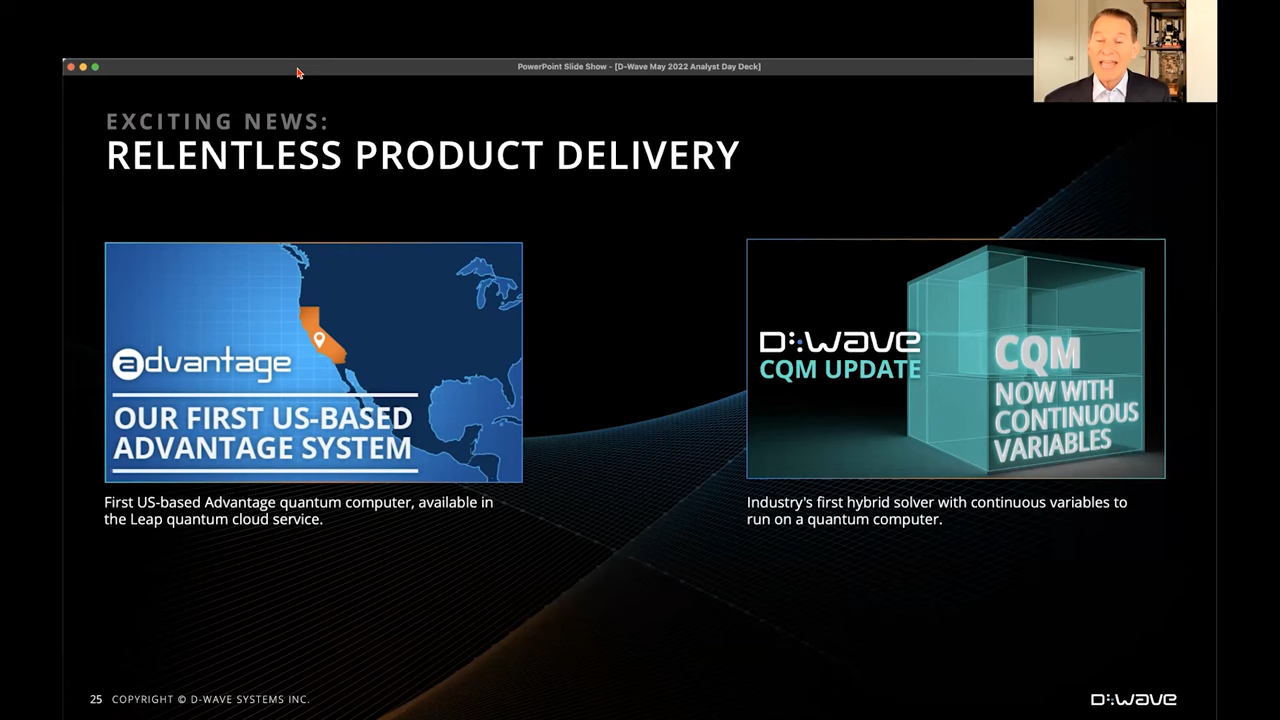 PowerPoint Slide Show - [D-Wave May 2022 Analyst Day Deck]
EXCITING NEWS:
RELENTLESS PRODUCT DELIVERY
advantage
OUR FIRST US-BASED
ADVANTAGE SYSTEM
First US-based Advantage quantum computer, available in
the Leap quantum cloud service.
D:wave
CQM UPDATE
CQM
NOW WITH
CONTINUOUS
VARIABLES
Industry's first hybrid solver with continuous variables to
run on a quantum computer.
25 COPYRIGHT © D-WAVE SYSTEMS INC.
D:wave